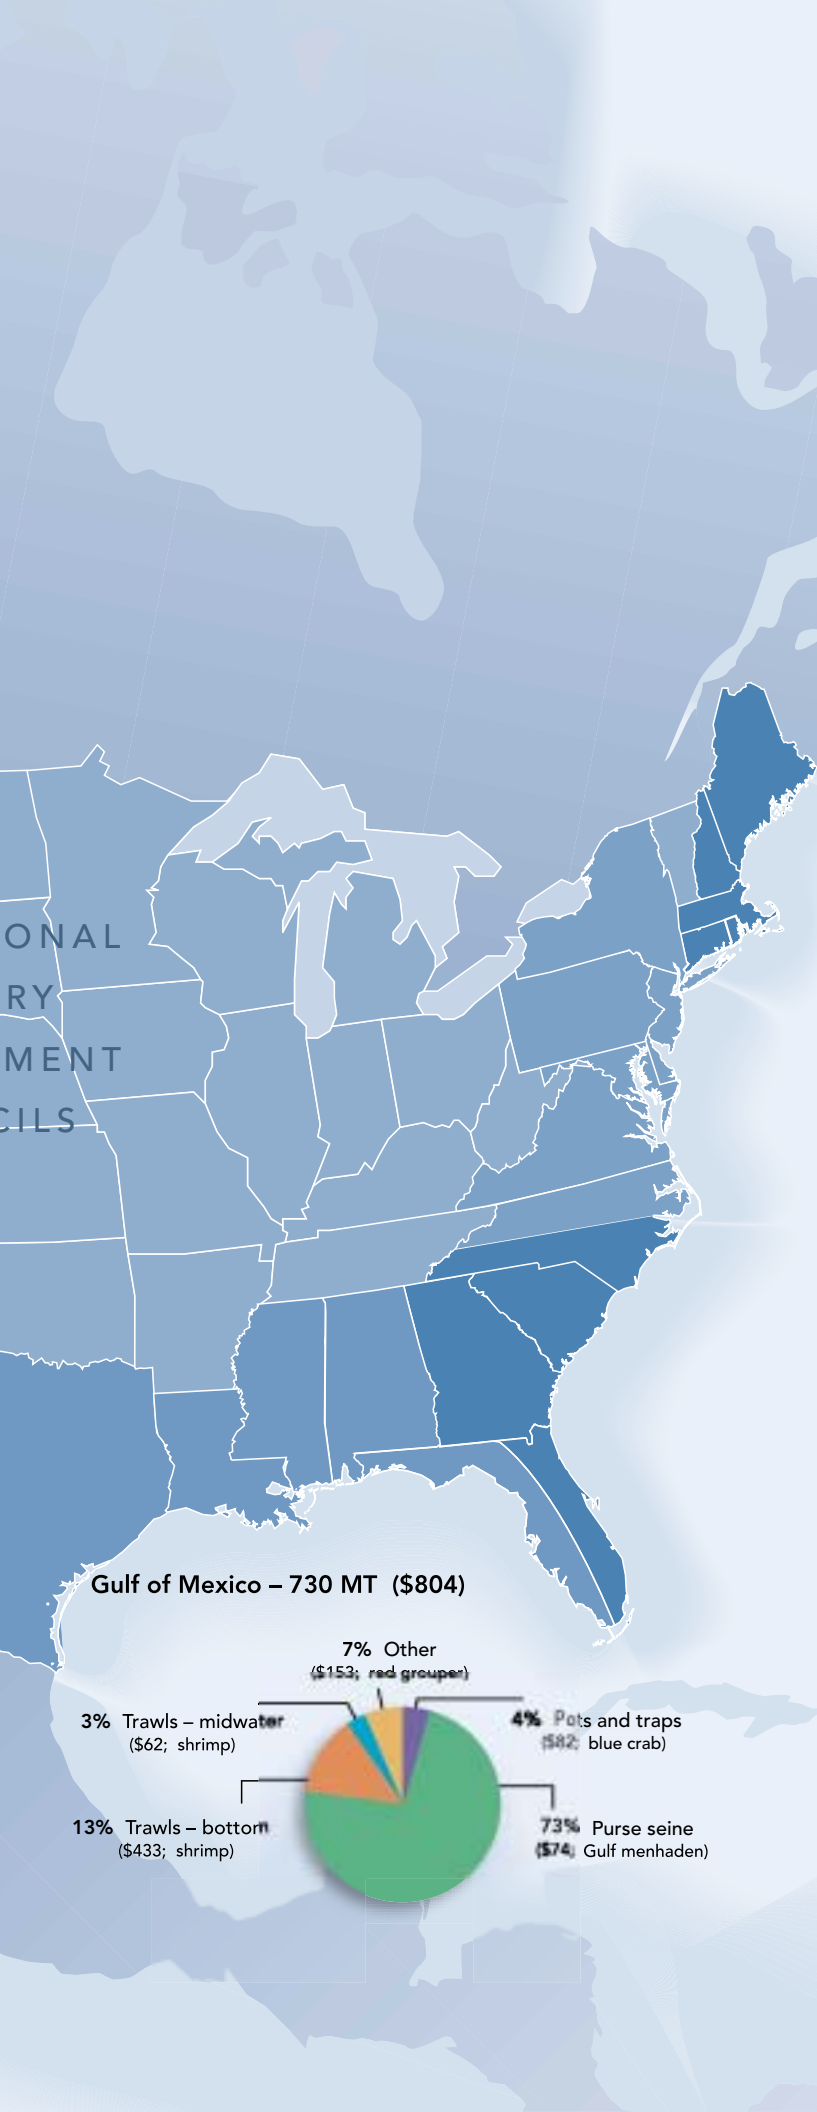 ONAL
RY
MENT
CILS
Gulf of Mexico – 730 MT ($804)
7% Other
($153; red grouper)
3% Trawls – midwater
($62; shrimp)
4% Pots and traps
($82; blue crab)
13% Trawls – bottom
($433; shrimp)
73% Purse seine
($74; Gulf menhaden)